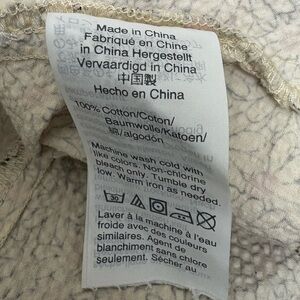 Made in China
Fabriqué en Chine
in China Hergestellt
Vervaardigd in China
中国製
Hecho en China
100% Cotton/Coton/
Baumwolle/Katoen/
綿/algodón
Machine wash cold with
like colors. Non-chlorine
bleach only. Tumble dry
low. Warm iron as needed.
Laver à la machine à l'eau
froide avec des couleurs
similaires. Agent de
blanchiment sans chlore
seulement. Sécher au